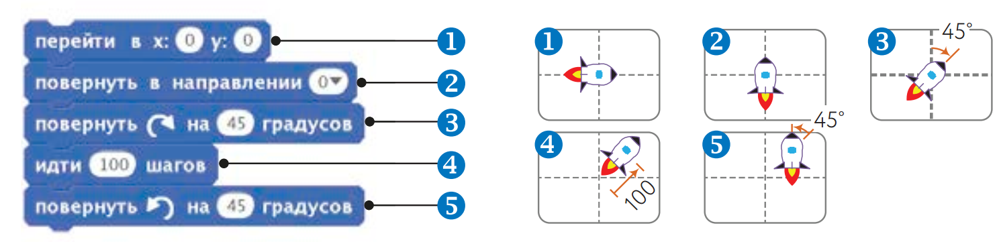 перейти в x: 0 y: 0
1
повернуть в направлении 0
2
повернуть на 45 градусов
3
идти 100 шагов
4
повернуть на 45 градусов
5
1
2
3
45°
4
100
5
45°